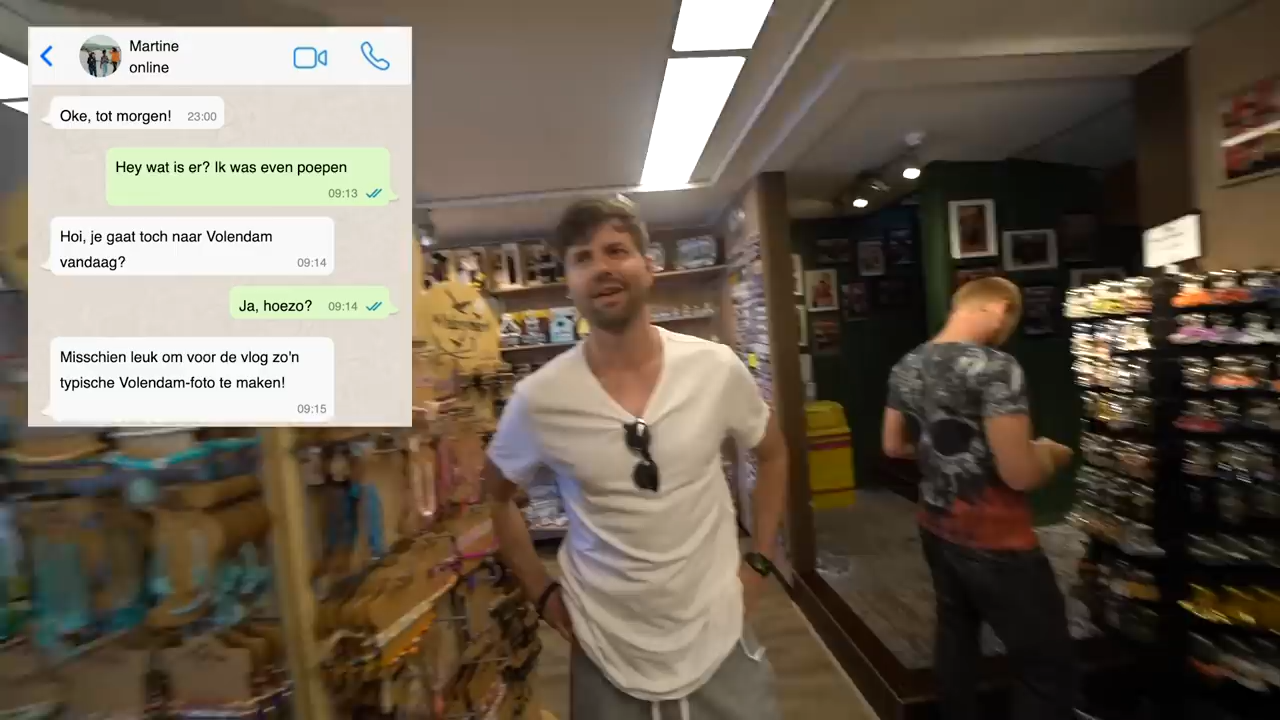 Martine
online
Oke, tot morgen! 23:00
Hey wat is er? Ik was even poepen
09:13
Hoi, je gaat toch naar Volendam
vandaag?
09:14
Ja, hoezo? 09:14
Misschien leuk om voor de vlog zo'n
typische Volendam-foto te maken!
09:15